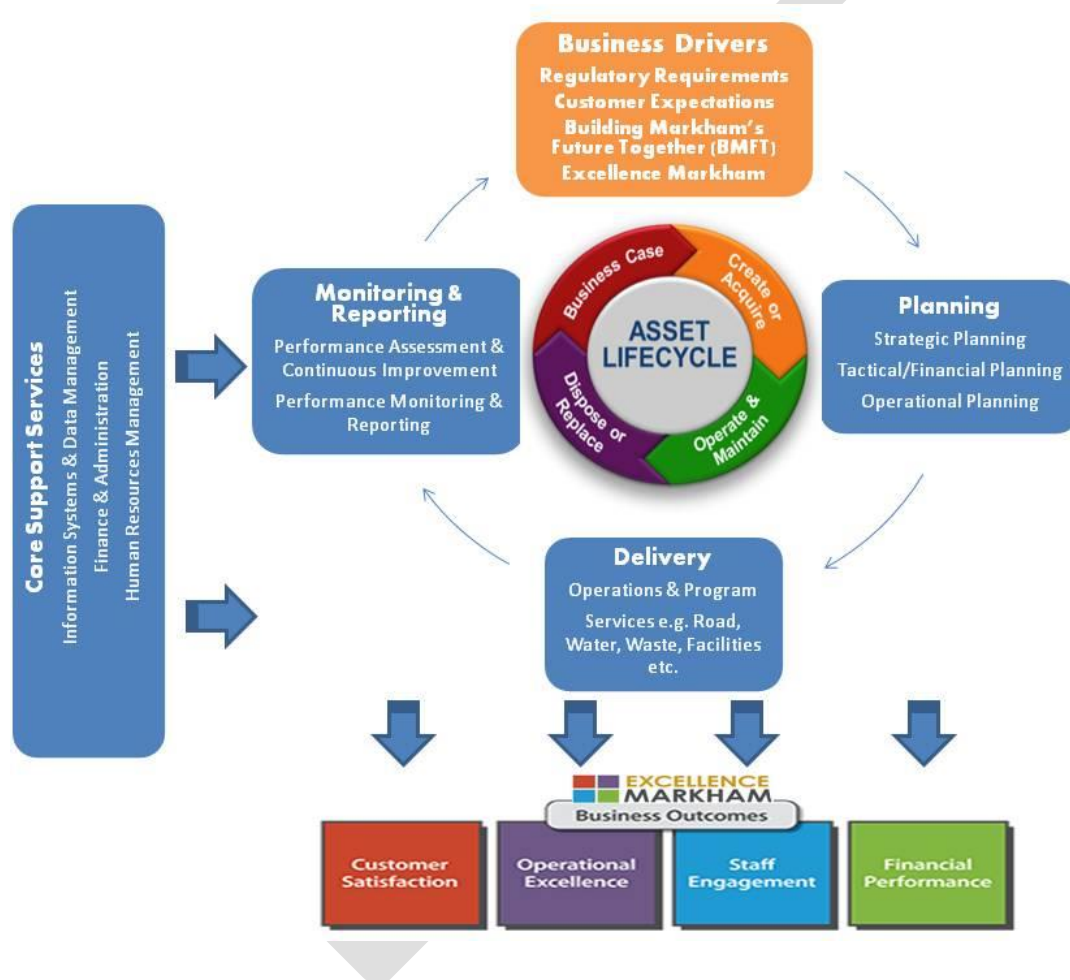 Business Drivers
Regulatory Requirements
Customer Expectations
Building Markham's
Future Together (BMFT)
Excellence Markham
Core Support Services
Information Systems & Data Management
Finance & Administration
Human Resources Management
Monitoring &
Reporting
Performance Assessment &
Continuous Improvement
Performance Monitoring &
Reporting
Business Case
Create or
Acquire
Operate &
Maintain
Dispose or
Replace
ASSET
LIFECYCLE
Planning
Strategic Planning
Tactical/Financial Planning
Operational Planning
Delivery
Operations & Program
Services e.g. Road,
Water, Waste, Facilities
etc.
EXCELLENCE
MARKHAM
Business Outcomes
Customer
Satisfaction
Operational
Excellence
Staff
Engagement
Financial
Performance